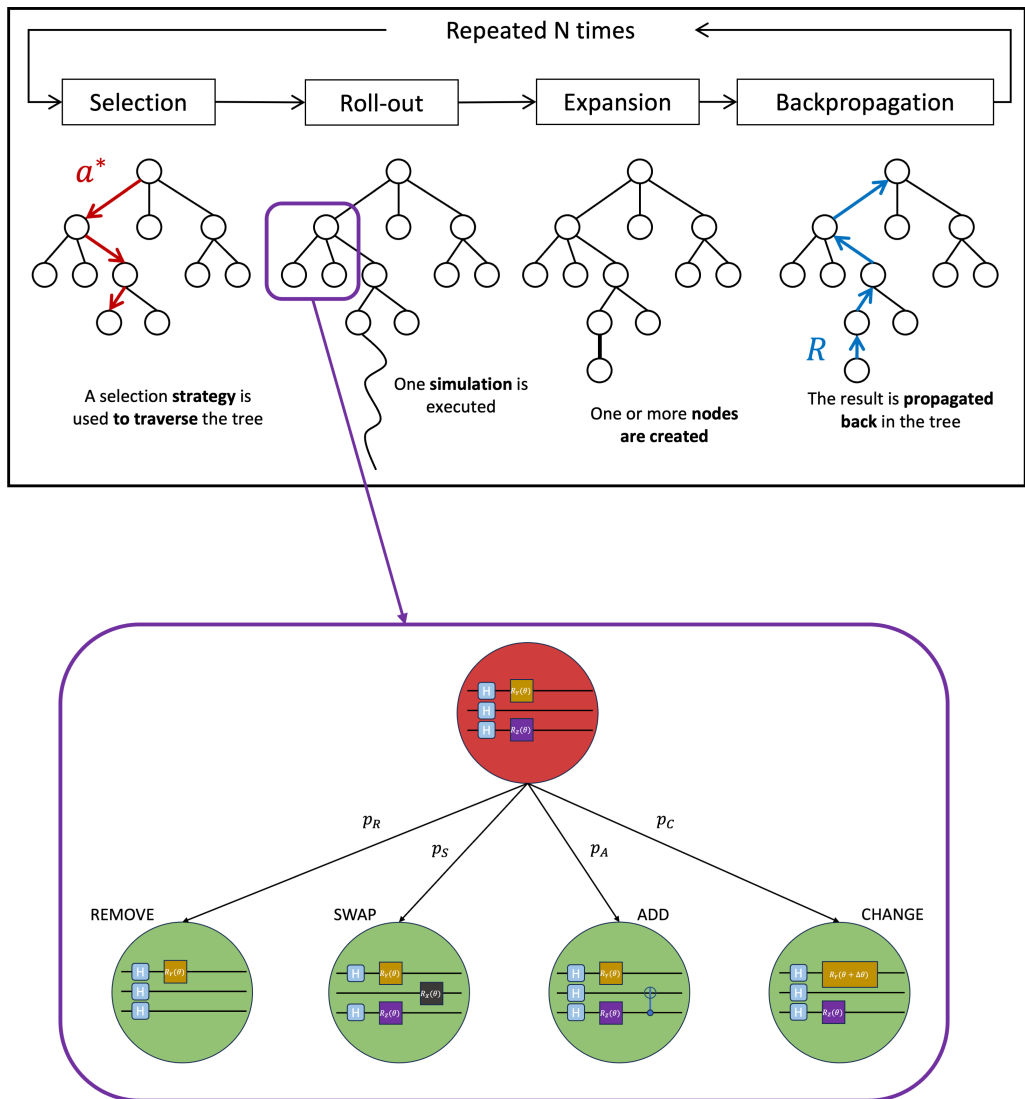 Repeated N times
Selection
Roll-out
Expansion
Backpropagation
a*
R
A selection strategy is
used to traverse the tree
One simulation is
executed
One or more nodes
are created
The result is propagated
back in the tree
H
R_Y(θ)
H
H
R_Z(θ)
p_R
p_S
p_A
p_C
REMOVE
SWAP
ADD
CHANGE
H
R_Y(θ)
H
H
H
R_Y(θ)
R_x(θ)
H
R_Z(θ)
H
R_Y(θ)
H
H
R_Z(θ)
H
R_Y(θ + Δθ)
H
H
R_Z(θ)